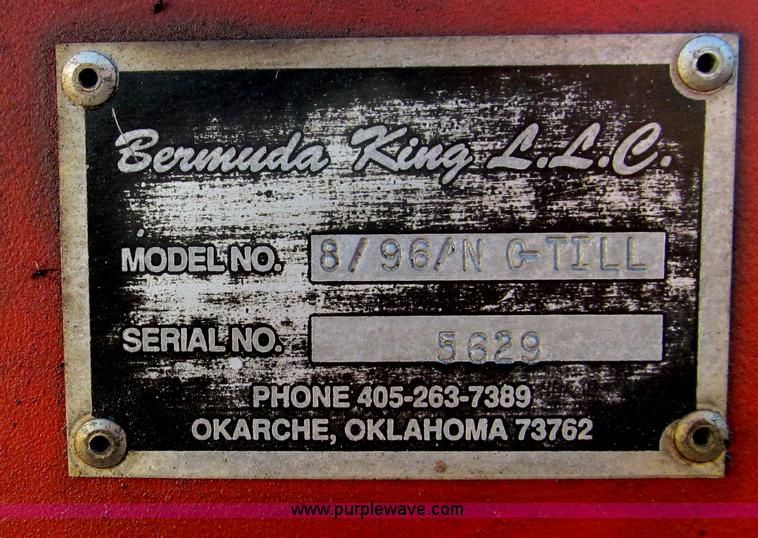 Bermuda King L.L.C.
MODEL NO. 8/96/N O-TILL
SERIAL NO. 5629
PHONE 405-263-7389
OKARCHE, OKLAHOMA 73762
www.purplewave.com